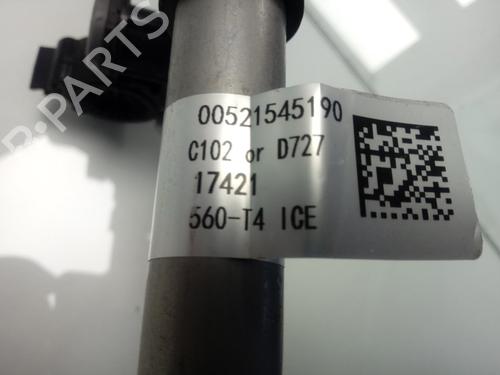 00521545190
C102 or D727
17421
560-T4 ICE
B-PARTS